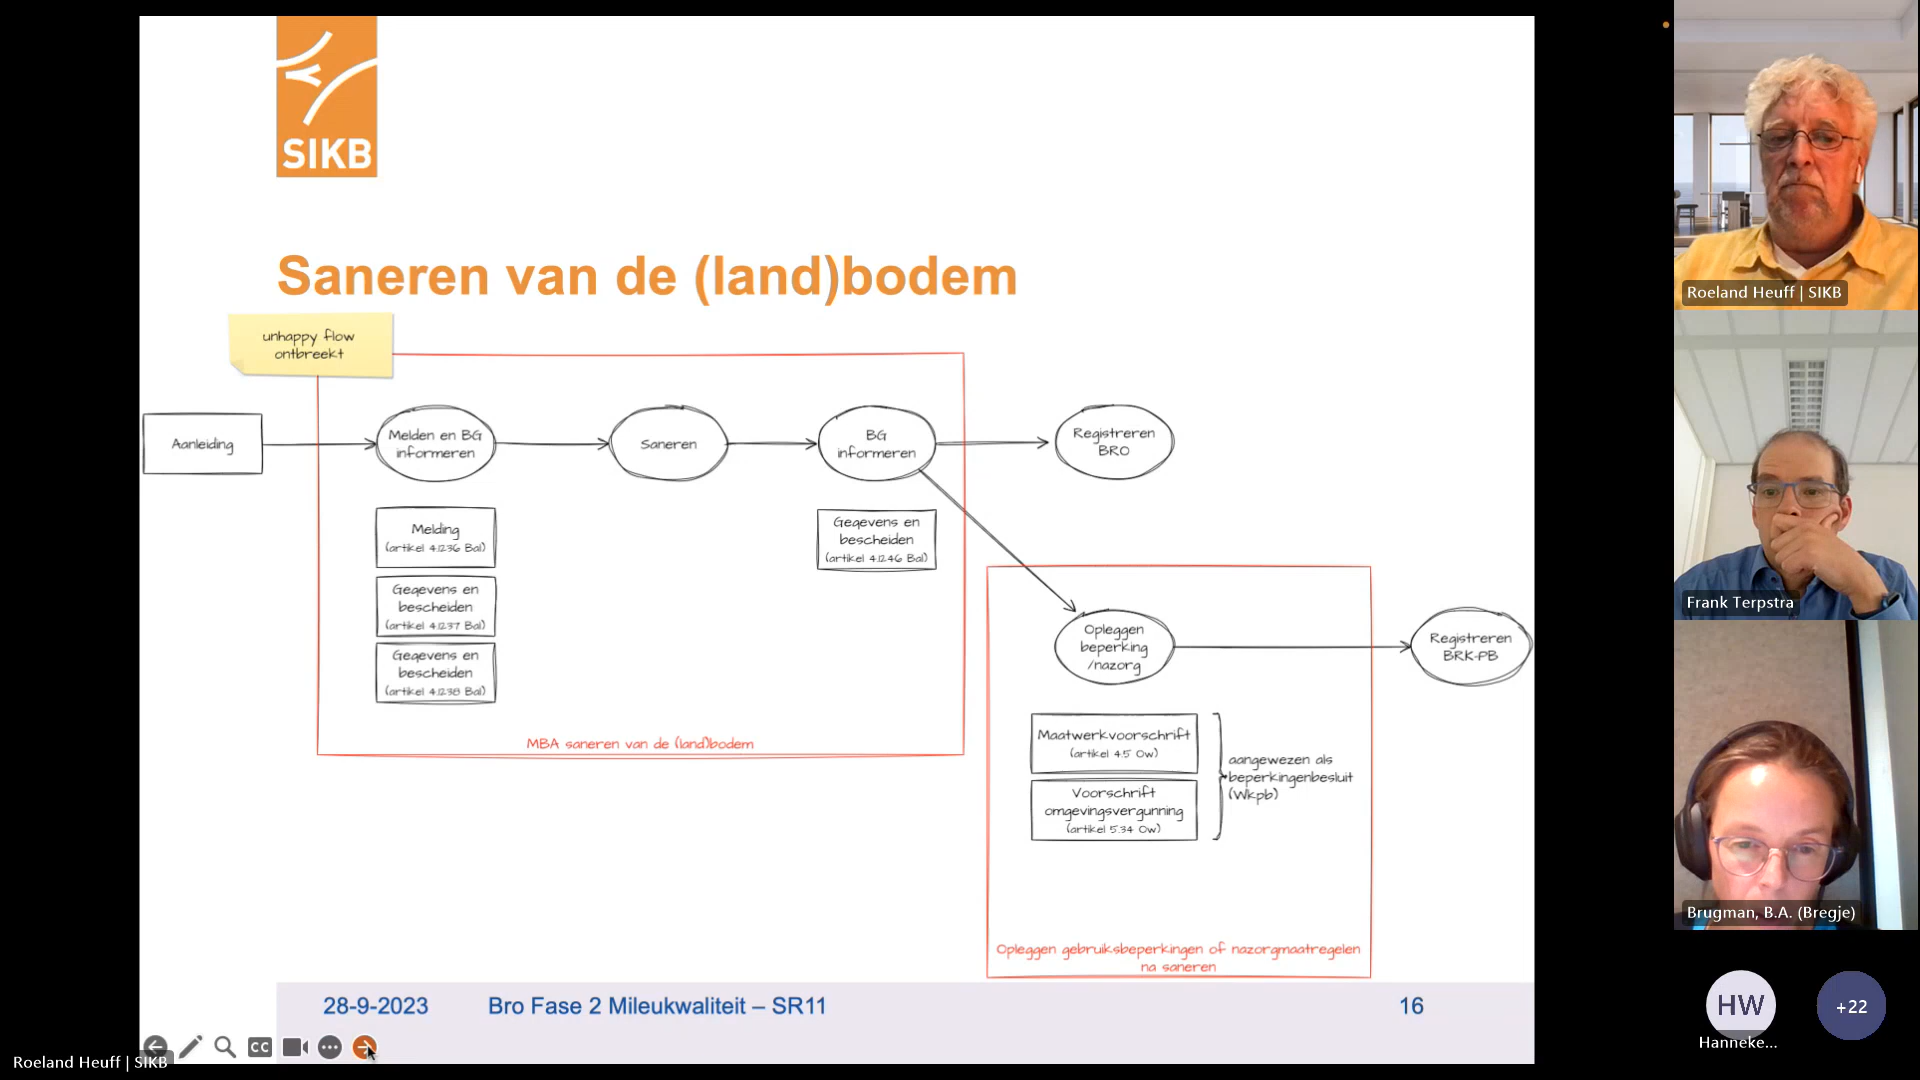 SIKB
Saneren van de (land)bodem
unhappy flow
ontbreekt
Aanleiding
Melden en BG
informeren
Saneren
BG
informeren
Registreren
BRO
Melding
(artikel 4.1236 Bal)
Gegevens en
bescheiden
(artikel 4.1237 Bal)
Gegevens en
bescheiden
(artikel 4.1238 Bal)
Gegevens en
bescheiden
(artikel 4.1246 Bal)
MBA saneren van de (land)bodem
Opleggen
beperking
/nazorg
Registreren
BRK-PB
Maatwerkvoorschrift
(artikel 4.5 Ow)
Voorschrift
omgevingsvergunning
(artikel 5.34 Ow)
aangewezen als
beperkingenbesluit
(Wkpb)
Opleggen gebruiksbeperkingen of nazorgmaatregelen
na saneren
28-9-2023
Bro Fase 2 Mileukwaliteit – SR11
16
CC
Roeland Heuff | SIKB
Roeland Heuff | SIKB
Frank Terpstra
Brugman, B.A. (Bregje)
HW
Hanneke...
+22